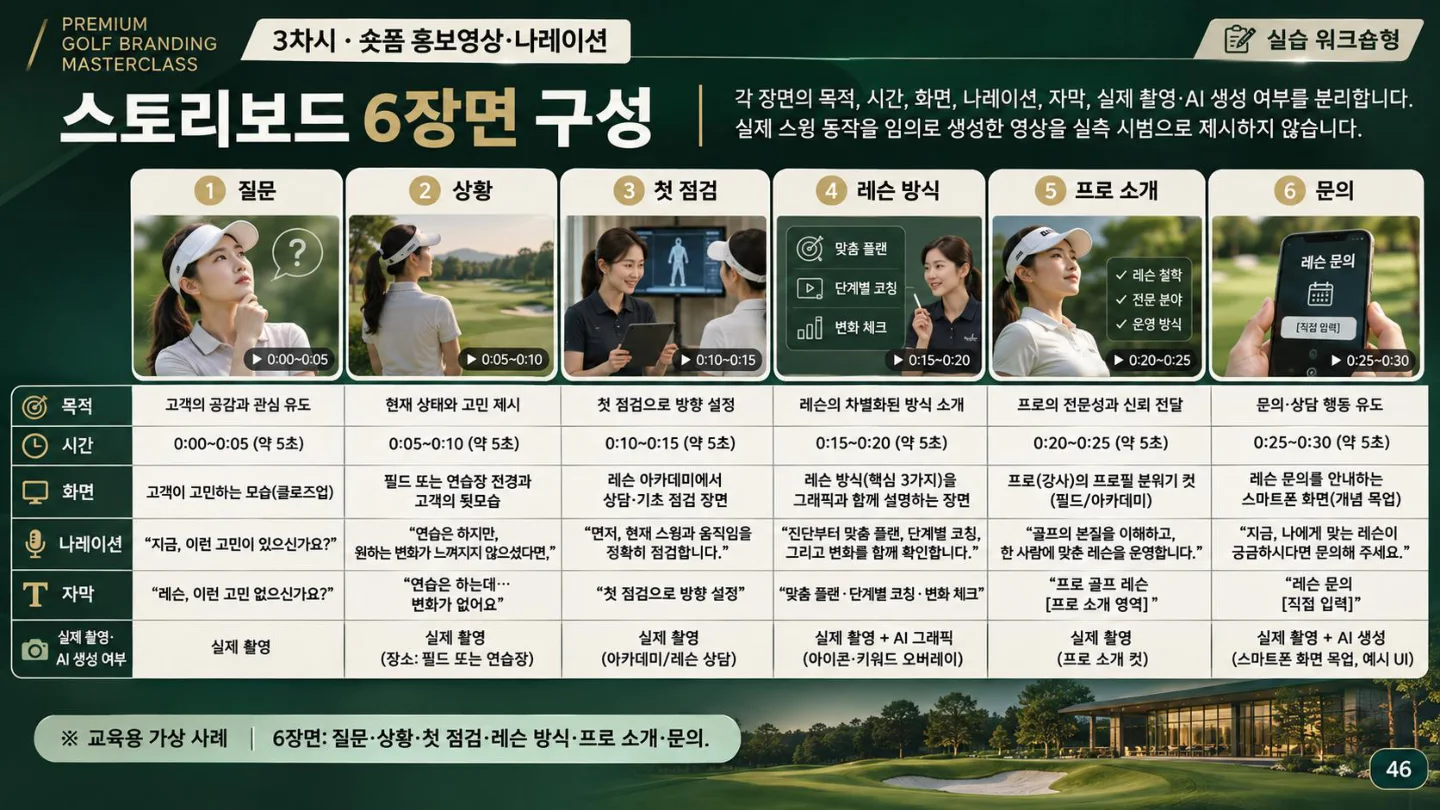 PREMIUM
GOLF BRANDING
MASTERCLASS
3차시 · 숏폼 홍보영상·나레이션
실습 워크숍형
스토리보드 6장면 구성
각 장면의 목적, 시간, 화면, 나레이션, 자막, 실제 촬영·AI 생성 여부를 분리합니다.
실제 스윙 동작을 임의로 생성한 영상을 실측 시범으로 제시하지 않습니다.
1 질문
?
▶ 0:00~0:05
2 상황
▶ 0:05~0:10
3 첫 점검
▶ 0:10~0:15
4 레슨 방식
맞춤 플랜
단계별 코칭
변화 체크
▶ 0:15~0:20
5 프로 소개
✓ 레슨 철학
✓ 전문 분야
✓ 운영 방식
▶ 0:20~0:25
6 문의
레슨 문의
[직접 입력]
▶ 0:25~0:30
목적
고객의 공감과 관심 유도
현재 상태와 고민 제시
첫 점검으로 방향 설정
레슨의 차별화된 방식 소개
프로의 전문성과 신뢰 전달
문의·상담 행동 유도
시간
0:00~0:05 (약 5초)
0:05~0:10 (약 5초)
0:10~0:15 (약 5초)
0:15~0:20 (약 5초)
0:20~0:25 (약 5초)
0:25~0:30 (약 5초)
화면
고객이 고민하는 모습(클로즈업)
필드 또는 연습장 전경과
고객의 뒷모습
레슨 아카데미에서
상담·기초 점검 장면
레슨 방식(핵심 3가지)을
그래픽과 함께 설명하는 장면
프로(강사)의 프로필 분위기 컷
(필드/아카데미)
레슨 문의를 안내하는
스마트폰 화면(개념 목업)
나레이션
“지금, 이런 고민이 있으신가요?”
“연습은 하지만,
원하는 변화가 느껴지지 않으셨다면,”
“먼저, 현재 스윙과 움직임을
정확히 점검합니다.”
“진단부터 맞춤 플랜, 단계별 코칭,
그리고 변화를 함께 확인합니다.”
“골프의 본질을 이해하고,
한 사람에 맞춘 레슨을 운영합니다.”
“지금, 나에게 맞는 레슨이
궁금하시다면 문의해 주세요.”
자막
“레슨, 이런 고민 없으신가요?”
“연습은 하는데…
변화가 없어요”
“첫 점검으로 방향 설정”
“맞춤 플랜 · 단계별 코칭 · 변화 체크”
“프로 골프 레슨
[프로 소개 영역] ”
“레슨 문의
[직접 입력]”
실제 촬영·
AI 생성 여부
실제 촬영
실제 촬영
(장소: 필드 또는 연습장)
실제 촬영
(아카데미/레슨 상담)
실제 촬영 + AI 그래픽
(아이콘·키워드 오버레이)
실제 촬영
(프로 소개 컷)
실제 촬영 + AI 생성
(스마트폰 화면 목업, 예시 UI)
※ 교육용 가상 사례
6장면: 질문·상황·첫 점검·레슨 방식·프로 소개·문의.
46